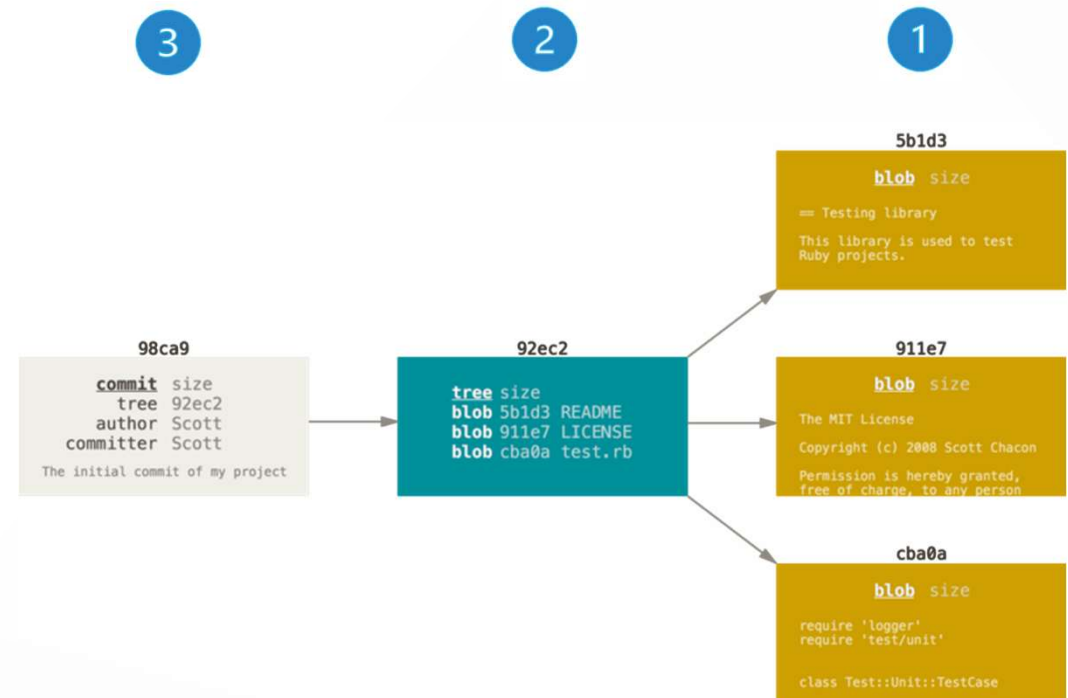 3
2
1
5b1d3
blob size
== Testing library
This library is used to test
Ruby projects.
98ca9
commit size
tree 92ec2
author Scott
committer Scott
The initial commit of my project
92ec2
tree size
blob 5b1d3 README
blob 911e7 LICENSE
blob cba0a test.rb
911e7
blob size
The MIT License
Copyright (c) 2008 Scott Chacon
Permission is hereby granted,
free of charge, to any person
cba0a
blob size
require 'logger'
require 'test/unit'
class Test::Unit::TestCase